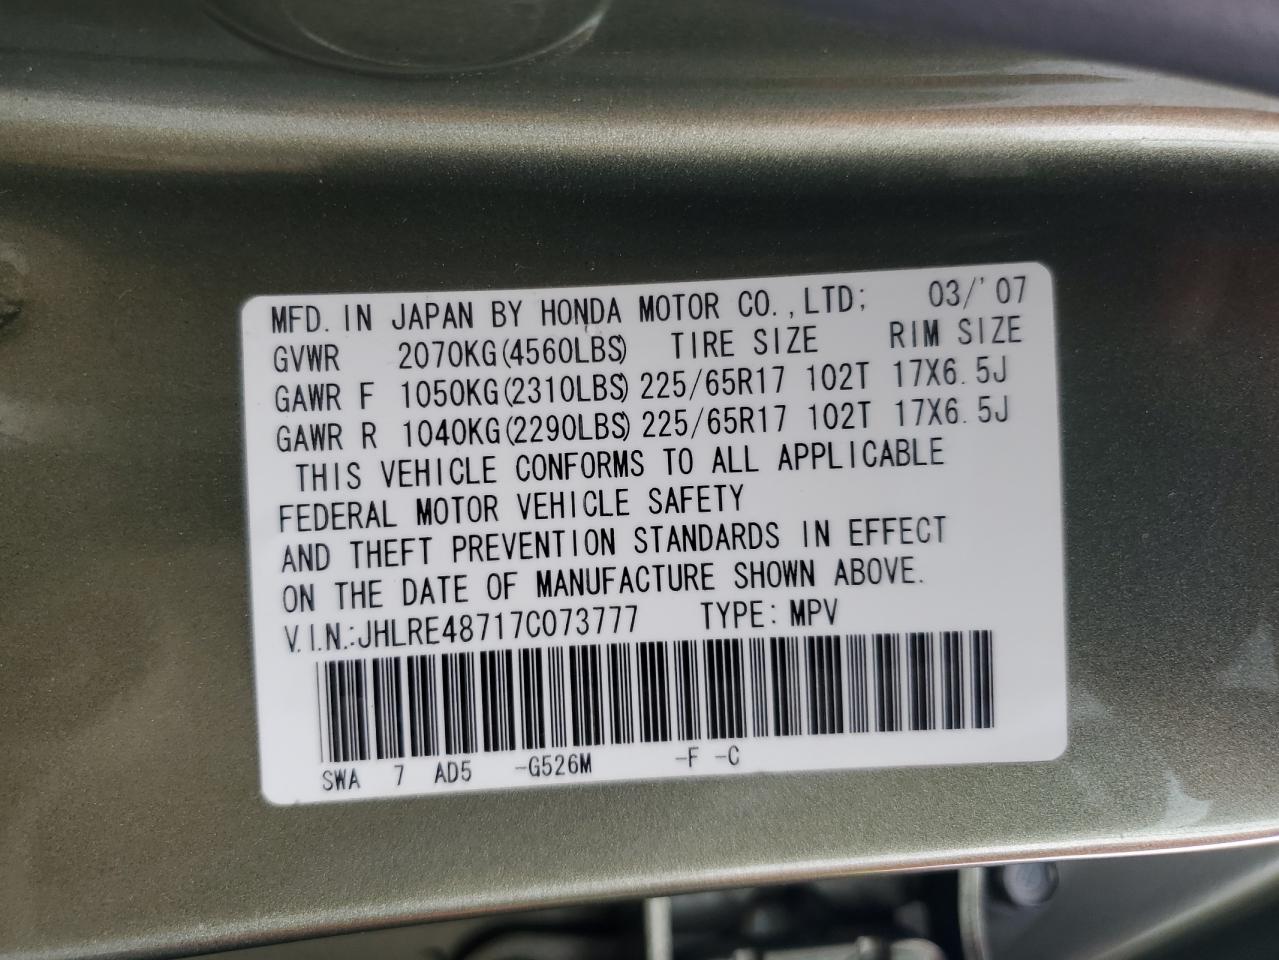 MFD. IN JAPAN BY HONDA MOTOR CO., LTD; 03/'07
GVWR 2070KG(4560LBS) TIRE SIZE RIM SIZE
GAWR F 1050KG(2310LBS) 225/65R17 102T 17X6.5J
GAWR R 1040KG(2290LBS) 225/65R17 102T 17X6.5J
THIS VEHICLE CONFORMS TO ALL APPLICABLE
FEDERAL MOTOR VEHICLE SAFETY
AND THEFT PREVENTION STANDARDS IN EFFECT
ON THE DATE OF MANUFACTURE SHOWN ABOVE.
V.I.N.:JHLRE48717C073777 TYPE: MPV
SWA 7 AD5 -G526M -F -C